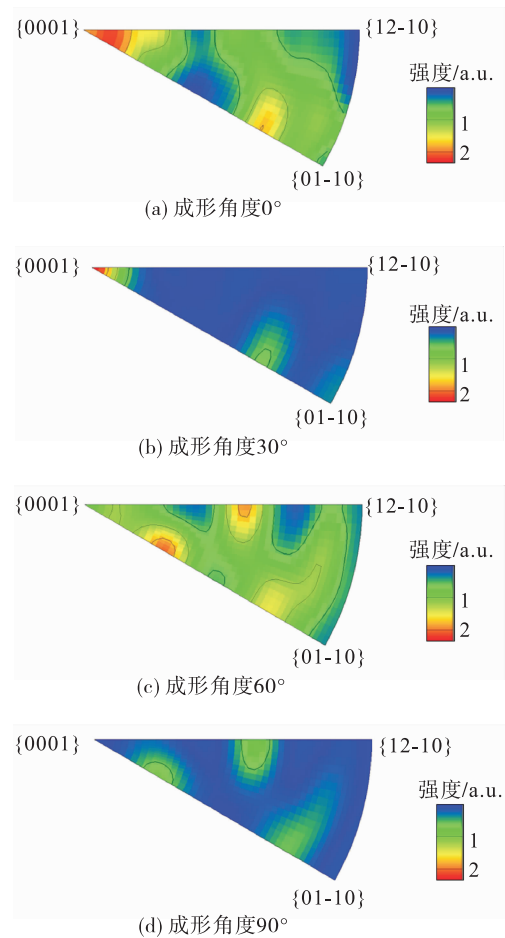 {0001}
{12-10}
强度/a.u.
1
2
{01-10}
(a) 成形角度0°
{0001}
{12-10}
强度/a.u.
1
2
{01-10}
(b) 成形角度30°
{0001}
{12-10}
强度/a.u.
1
2
{01-10}
(c) 成形角度60°
{0001}
{12-10}
强度/a.u.
1
2
{01-10}
(d) 成形角度90°